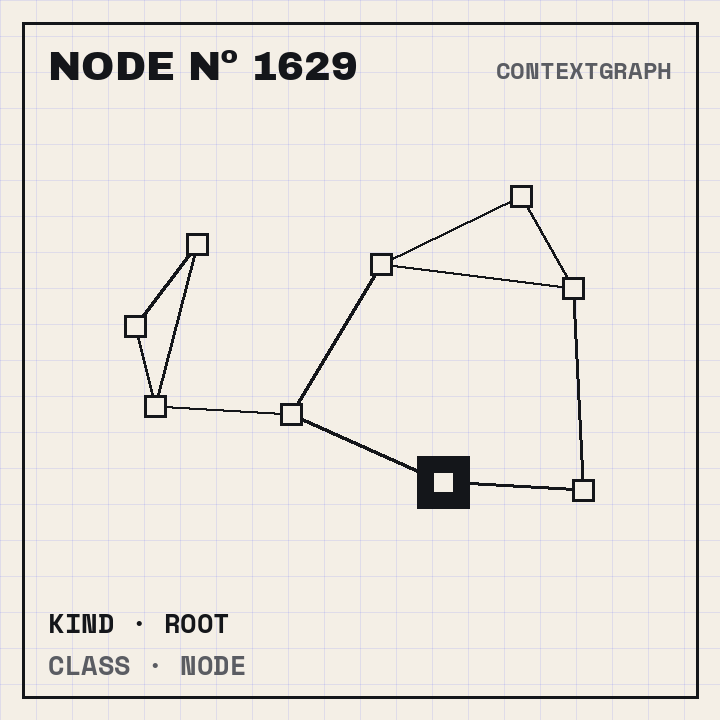 NODE Nº 1629
CONTEXTGRAPH
KIND · ROOT
CLASS · NODE